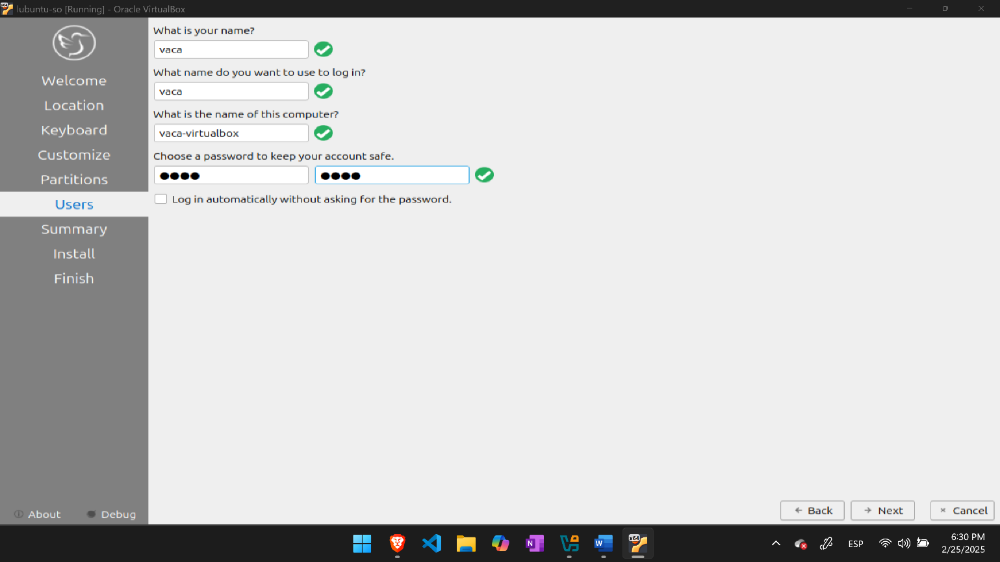 lubuntu-so [Running] - Oracle VirtualBox
Welcome
Location
Keyboard
Customize
Partitions
Users
Summary
Install
Finish
About
Debug
What is your name?
vaca
What name do you want to use to log in?
vaca
What is the name of this computer?
vaca-virtualbox
Choose a password to keep your account safe.
Log in automatically without asking for the password.
Back
Next
Cancel
ESP
6:30 PM
2/25/2025